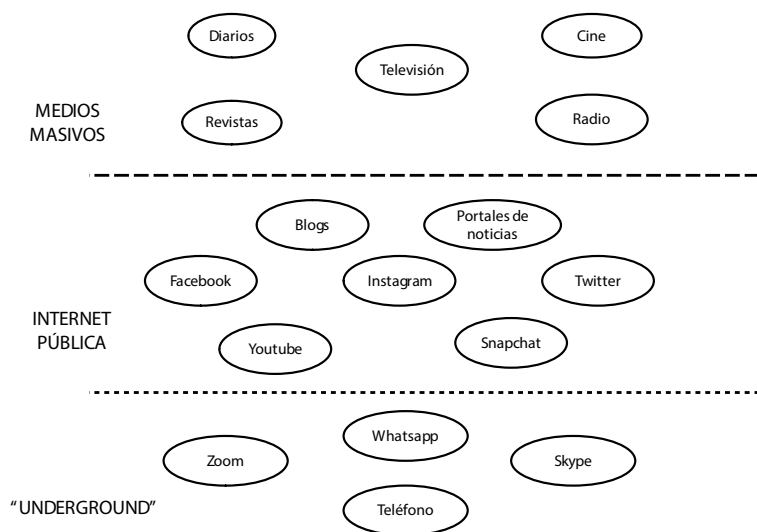 Diarios
Cine
Televisión
MEDIOS
MASIVOS
Revistas
Radio
Blogs
Portales de
noticias
Facebook
Instagram
Twitter
INTERNET
PÚBLICA
Youtube
Snapchat
Whatsapp
Zoom
Skype
"UNDERGROUND"
Teléfono